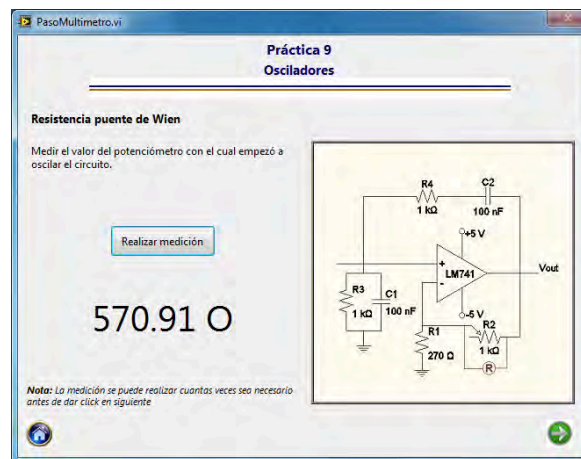 PasoMultimetro.vi
Práctica 9
Osciladores
Resistencia puente de Wien
Medir el valor del potenciómetro con el cual empezó a
oscilar el circuito.
Realizar medición
570.91 O
Nota: La medición se puede realizar cuantas veces sea necesario
antes de dar click en siguiente
R4
1 kΩ
C2
100 nF
+5 V
+
LM741
-
Vout
R3
1 kΩ
C1
100 nF
-5 V
R1
270 Ω
R2
1 kΩ
R